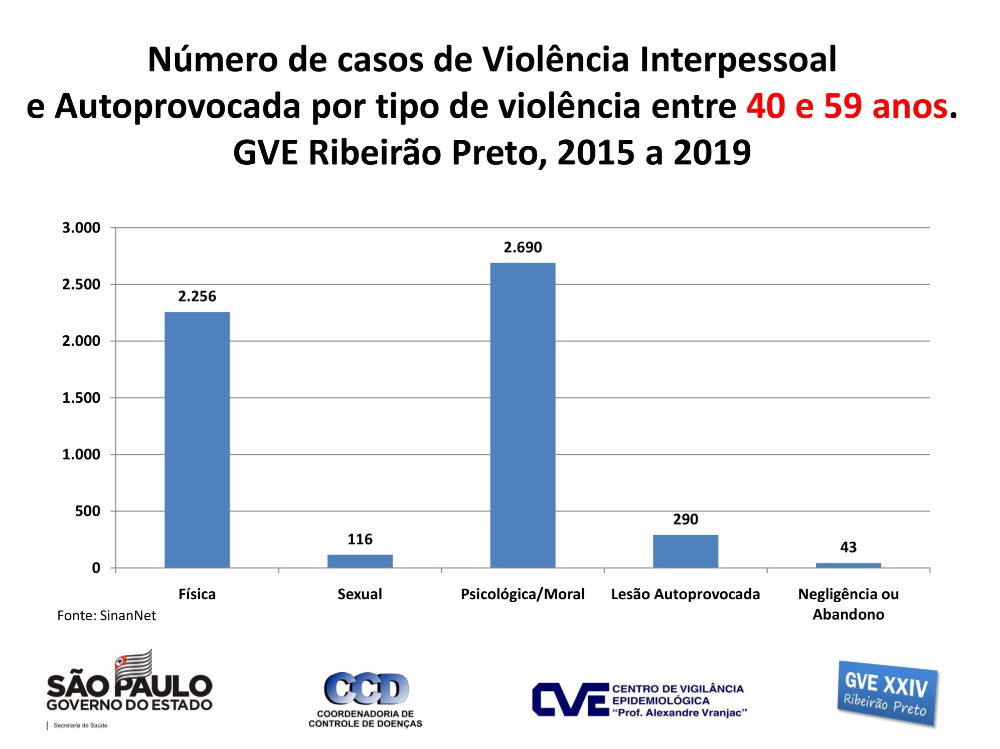 Número de casos de Violência Interpessoal
e Autoprovocada por tipo de violência entre 40 e 59 anos.
GVE Ribeirão Preto, 2015 a 2019
3.000
2.500
2.000
1.500
1.000
500
0
2.256
116
2.690
290
43
Física
Sexual
Psicológica/Moral
Lesão Autoprovocada
Negligência ou
Abandono
Fonte: SinanNet
SÃO PAULO
GOVERNO DO ESTADO
Secretaria de Saúde
CCD
COORDENADORIA DE
CONTROLE DE DOENÇAS
CVE
CENTRO DE VIGILÂNCIA
EPIDEMIOLÓGICA
“Prof. Alexandre Vranjac”
GVE XXIV
Ribeirão Preto